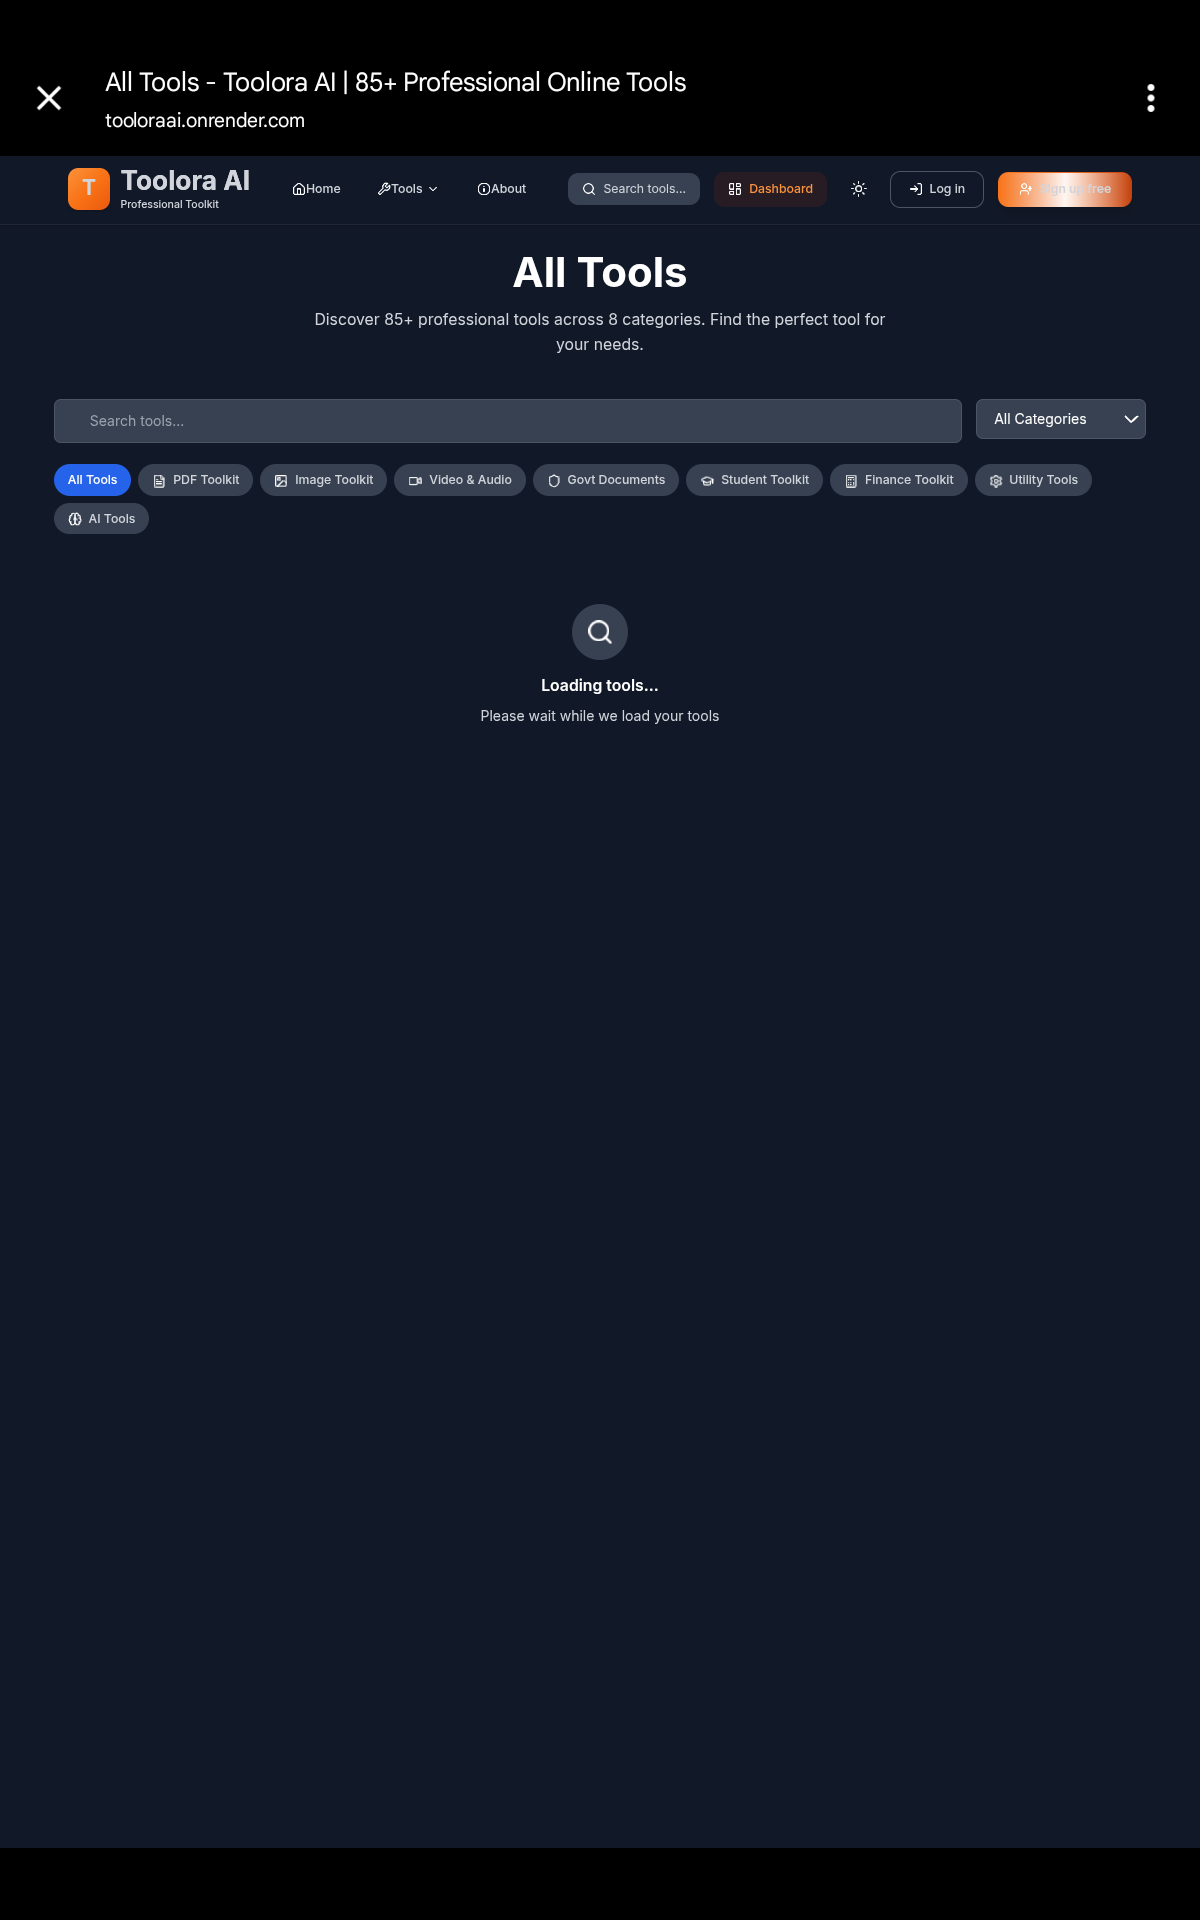 All Tools - Toolora AI | 85+ Professional Online Tools
tooloraai.onrender.com
T
Toolora AI
Professional Toolkit
Home
Tools
About
Search tools...
Dashboard
Log in
Sign up free
All Tools
Discover 85+ professional tools across 8 categories. Find the perfect tool for
your needs.
Search tools...
All Categories
All Tools
PDF Toolkit
Image Toolkit
Video & Audio
Govt Documents
Student Toolkit
Finance Toolkit
Utility Tools
AI Tools
Loading tools...
Please wait while we load your tools